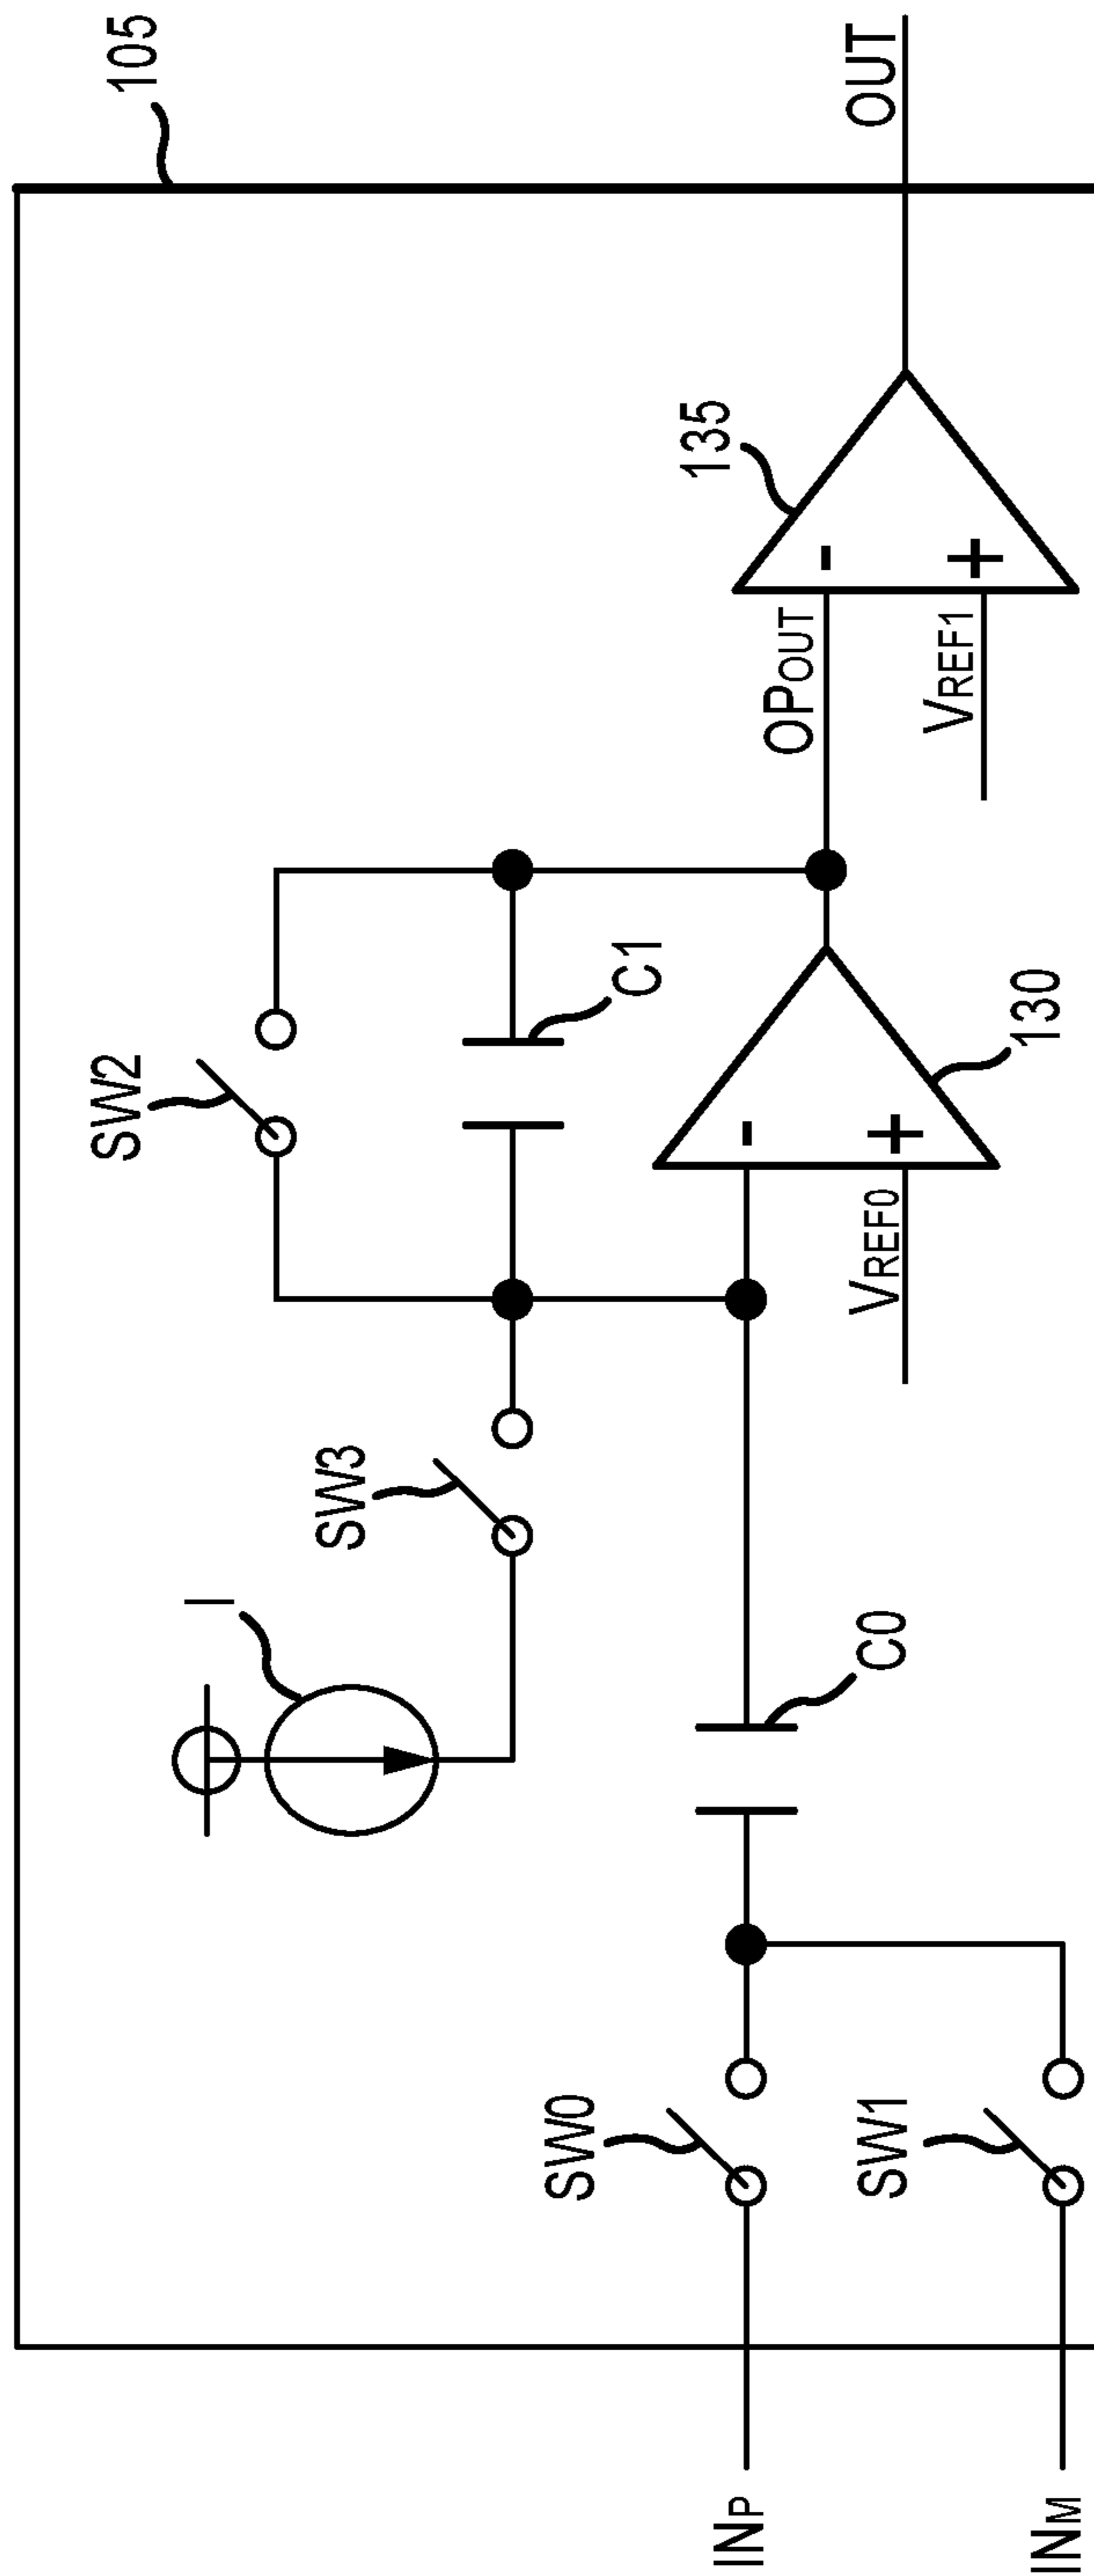 105
SW2
I
SW3
C1
135
OUT
SW0
C0
OPOUT
INP
130
VREF0
VREF1
SW1
INM
-
+
-
+